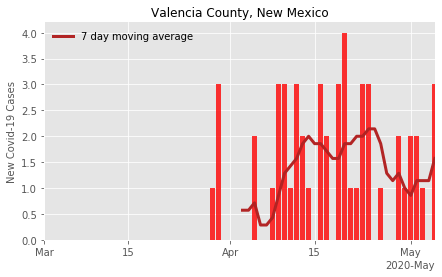 Valencia County, New Mexico
7 day moving average
New Covid-19 Cases
4.0
3.5
3.0
2.5
2.0
1.5
1.0
0.5
0.0
Mar 15 Apr 15 May
2020-May